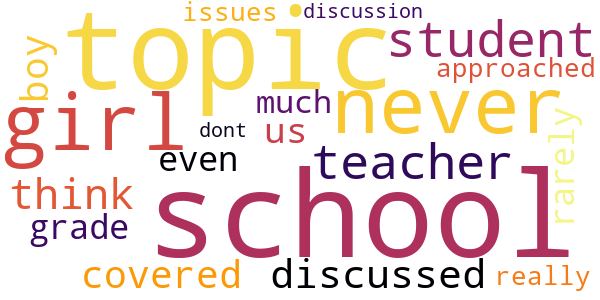 issues discussion
topic
boy
student
approached
girl
much
never
dont
us
even
teacher
rarely
think
school
grade
covered
discussed
really